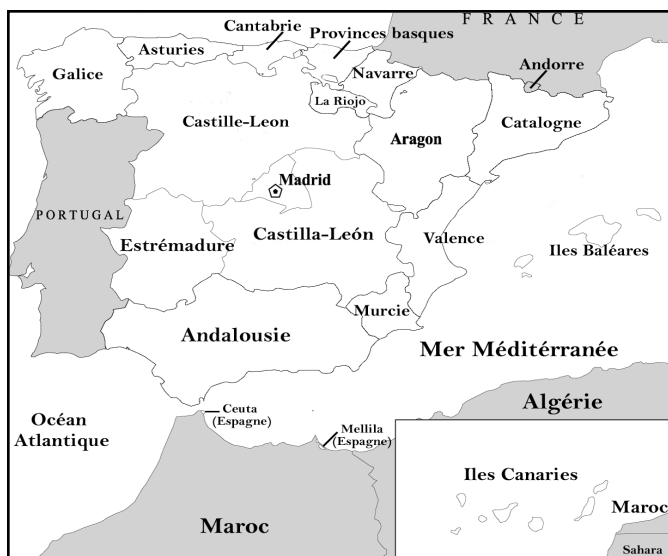 FRANCE
Cantabrie
Provinces basques
Asturies
Andorre
Galice
Navarre
La Riojo
Castille-Leon
Aragon
Catalogne
Madrid
PORTUGAL
Estrémadure
Castilla-León
Valence
Iles Baléares
Murcie
Andalousie
Mer Méditérranée
Ceuta
(Espagne)
Algérie
Océan
Atlantique
Mellila
(Espagne)
Iles Canaries
Maroc
Maroc
Sahara